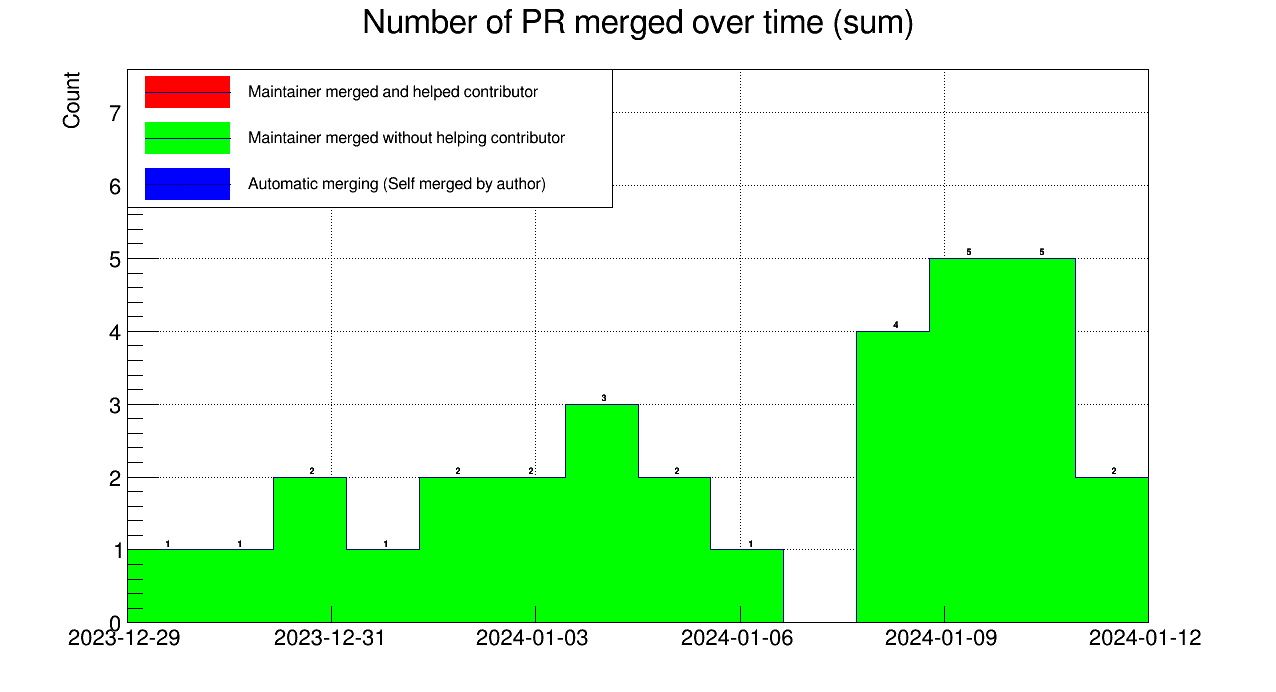 Number of PR merged over time (sum)
Count
Maintainer merged and helped contributor
Maintainer merged without helping contributor
Automatic merging (Self merged by author)
7
6
5
4
3
2
1
0
1 1 2 1 2 2 3 2 1 4 5 5 2
2023-12-29 2023-12-31 2024-01-03 2024-01-06 2024-01-09 2024-01-12